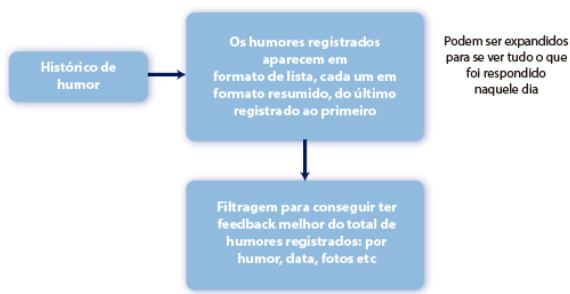 Histórico de
humor
Os humores registrados
aparecem em
formato de lista, cada um em
formato resumido, do último
registrado ao primeiro
Podem ser expandidos
para se ver tudo o que
foi respondido
naquele dia
Filtragem para conseguir ter
feedback melhor do total de
humores registrados: por
humor, data, fotos etc